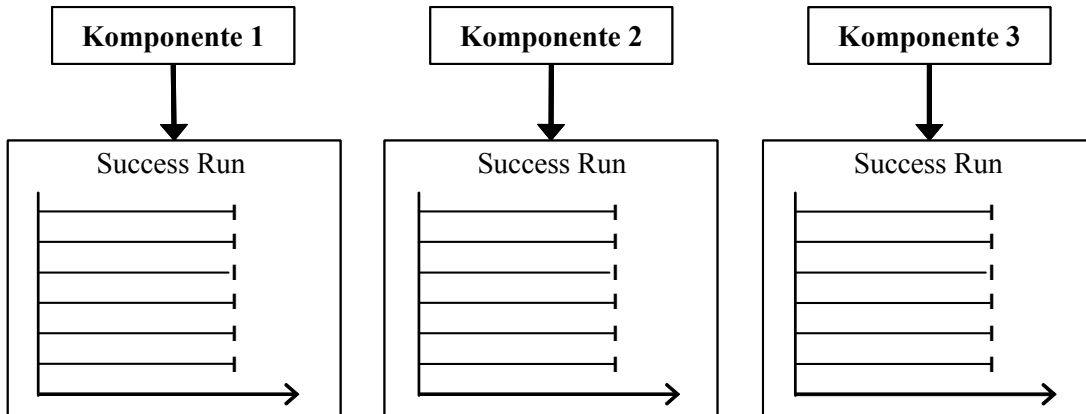 Komponente 1
Komponente 2
Komponente 3
Success Run
Success Run
Success Run